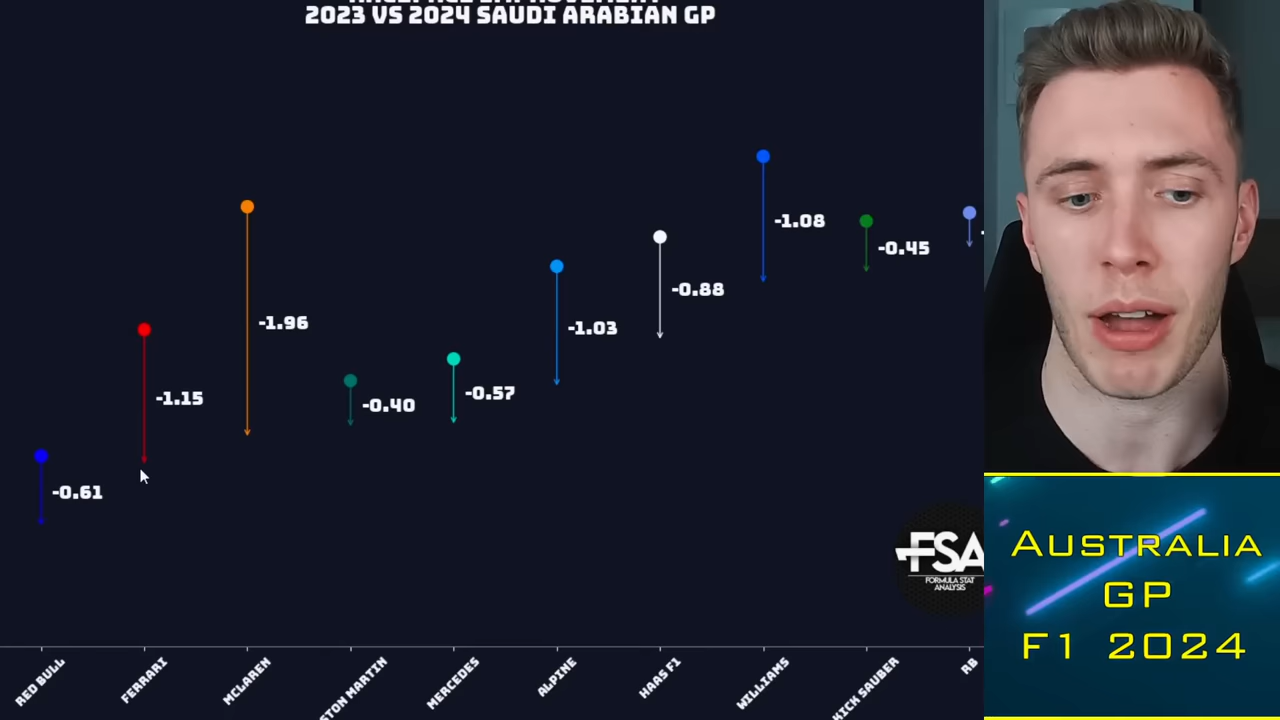 2023 VS 2024 SAUDI ARABIAN GP
-1.08
-0.45
-0.88
-1.96
-1.03
-1.15
-0.40
-0.57
-0.61
FSA
FORMULA STAT
ANALYSIS
RED BULL
FERRARI
MCLAREN
STON MARTIN
MERCEDES
ALPINE
HAAS F1
WILLIAMS
KICK SAUBER
RB
AUSTRALIA
GP
F1 2024